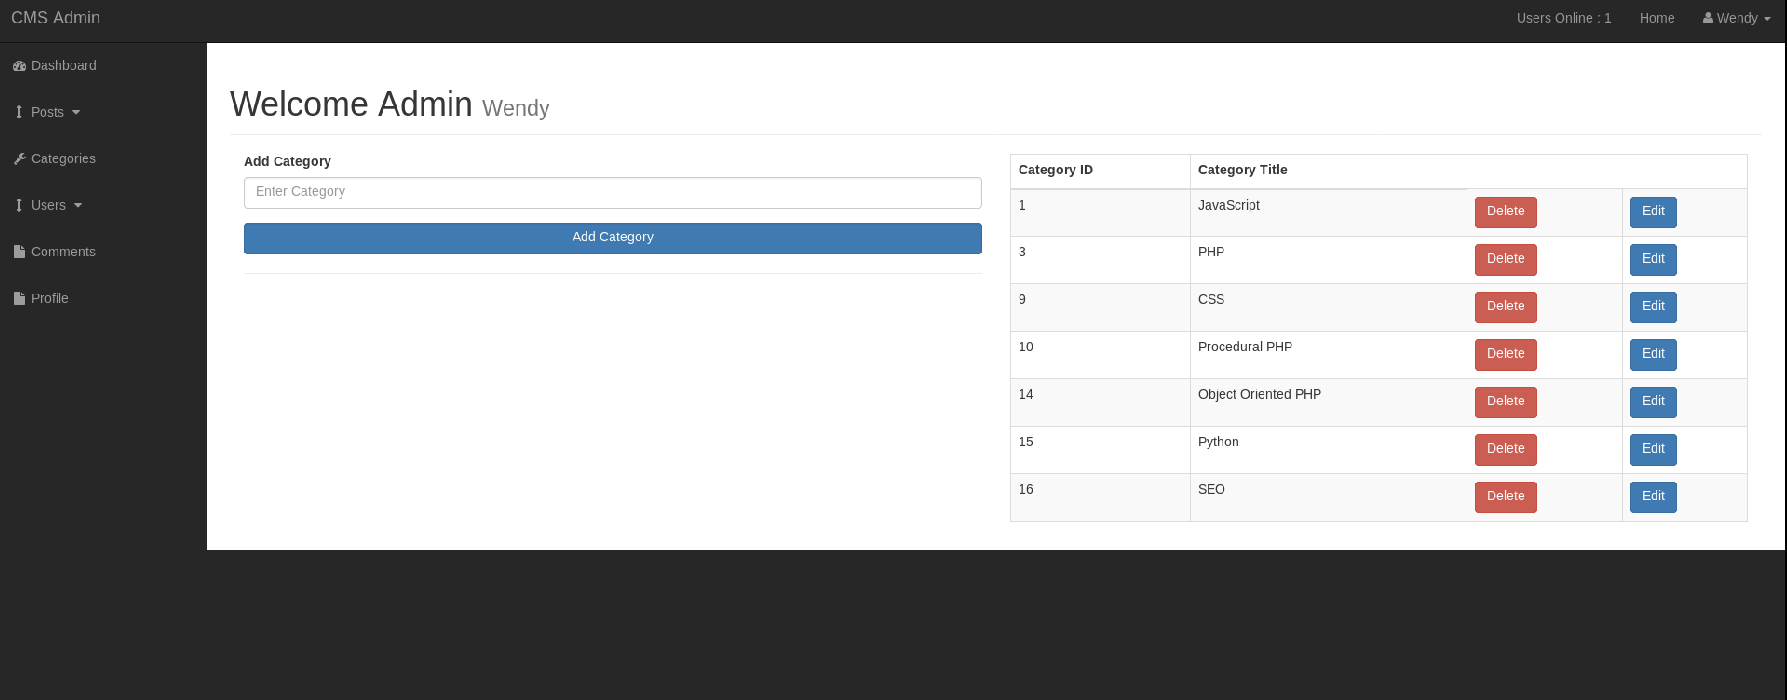 CMS Admin
Users Online : 1 Home Wendy
Dashboard
Posts
Categories
Users
Comments
Profile
Welcome Admin Wendy
Add Category
Enter Category
Add Category
Category ID Category Title
1 JavaScript Delete Edit
3 PHP Delete Edit
9 CSS Delete Edit
10 Procedural PHP Delete Edit
14 Object Oriented PHP Delete Edit
15 Python Delete Edit
16 SEO Delete Edit